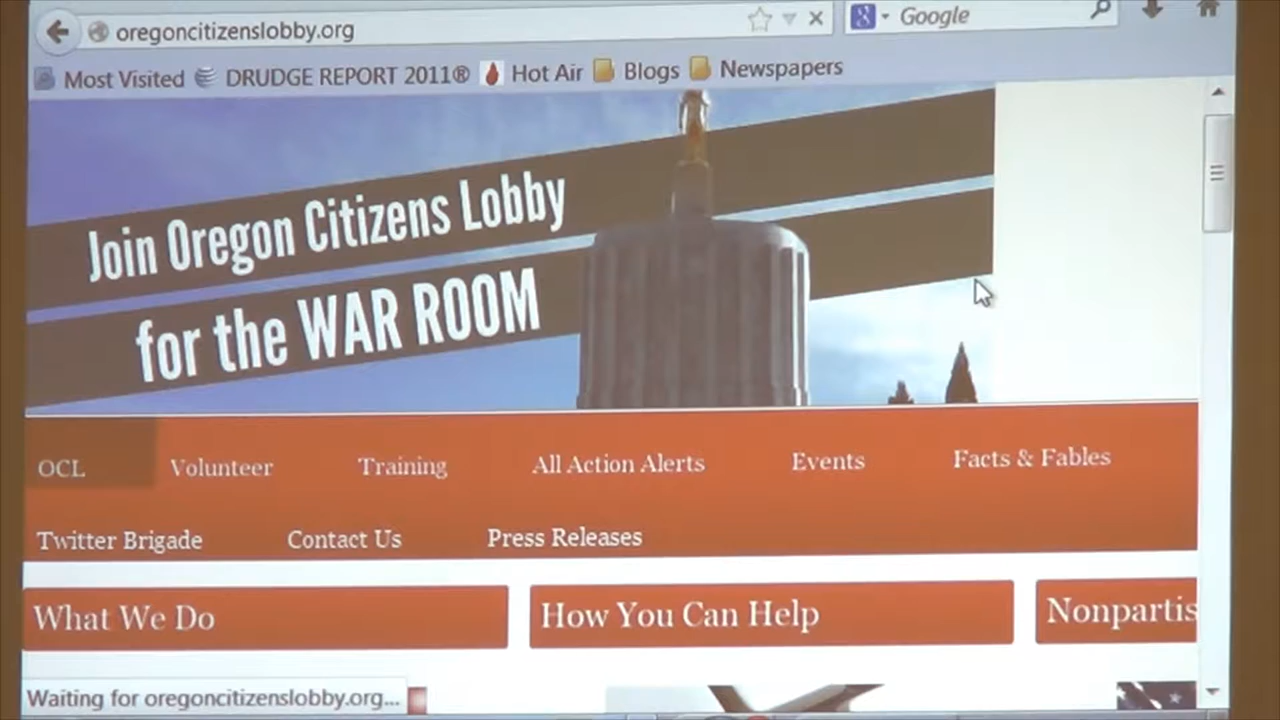 oregoncitizenslobby.org
Google
Most Visited DRUDGE REPORT 2011® Hot Air Blogs Newspapers
Join Oregon Citizens Lobby
for the WAR ROOM
OCL Volunteer Training All Action Alerts Events Facts & Fables
Twitter Brigade Contact Us Press Releases
What We Do How You Can Help Nonpartis
Waiting for oregoncitizenslobby.org...